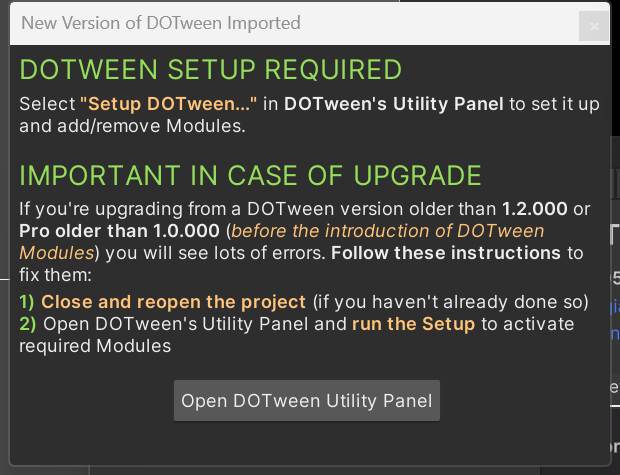 New Version of DOTween Imported
DOTWEEN SETUP REQUIRED
Select "Setup DOTween..." in DOTween's Utility Panel to set it up
and add/remove Modules.
IMPORTANT IN CASE OF UPGRADE
If you're upgrading from a DOTween version older than 1.2.000 or
Pro older than 1.0.000 (before the introduction of DOTween
Modules) you will see lots of errors. Follow these instructions to
fix them:
1) Close and reopen the project (if you haven't already done so)
2) Open DOTween's Utility Panel and run the Setup to activate
required Modules
Open DOTween Utility Panel